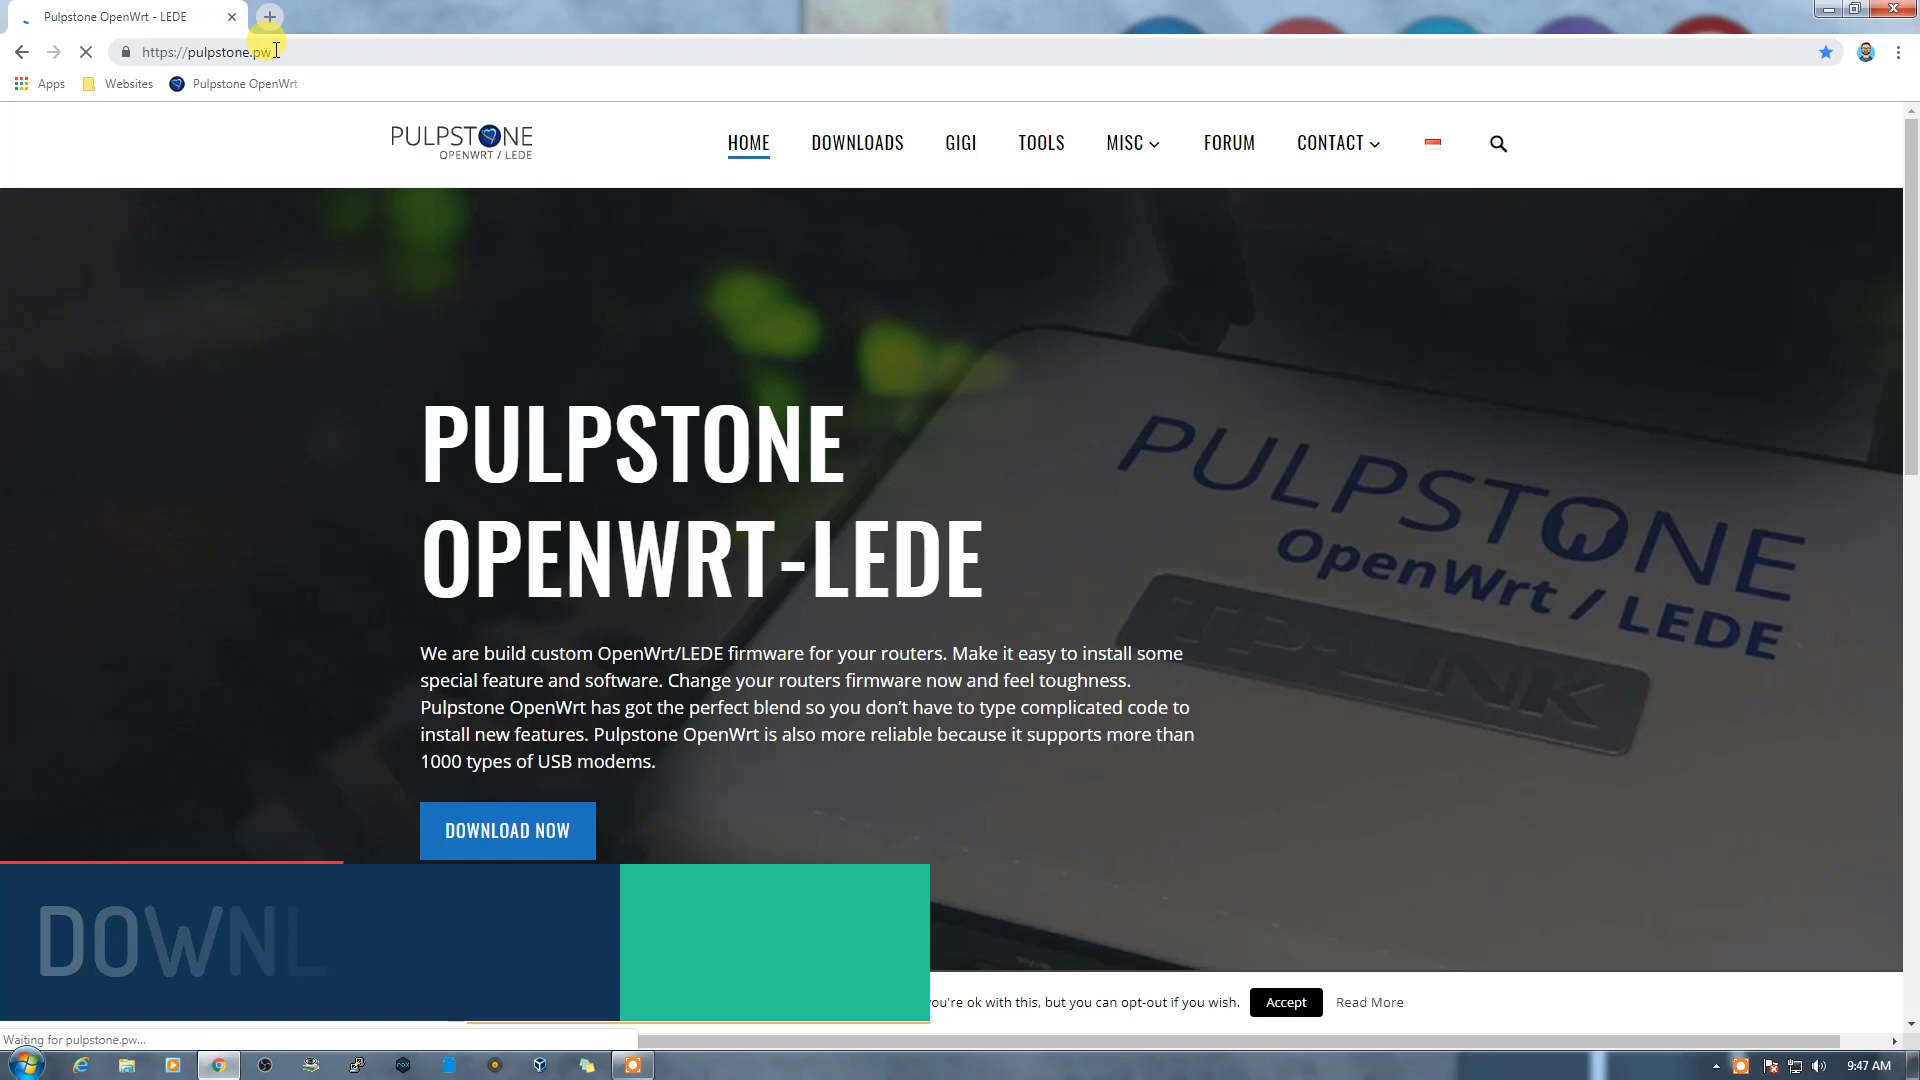 Pulpstone OpenWrt - LEDE
https://pulpstone.pw
Apps
Websites
Pulpstone OpenWrt
PULPSTONE
OPENWRT / LEDE
HOME
DOWNLOADS
GIGI
TOOLS
MISC
FORUM
CONTACT
PULPSTONE
OPENWRT-LEDE
PULPSTONE
OpenWrt / LEDE
TP-LINK
We are build custom OpenWrt/LEDE firmware for your routers. Make it easy to install some
special feature and software. Change your routers firmware now and feel toughness.
Pulpstone OpenWrt has got the perfect blend so you don’t have to type complicated code to
install new features. Pulpstone OpenWrt is also more reliable because it supports more than
1000 types of USB modems.
DOWNLOAD NOW
DOWNL
you're ok with this, but you can opt-out if you wish.
Accept
Read More
Waiting for pulpstone.pw...
nox
9:47 AM